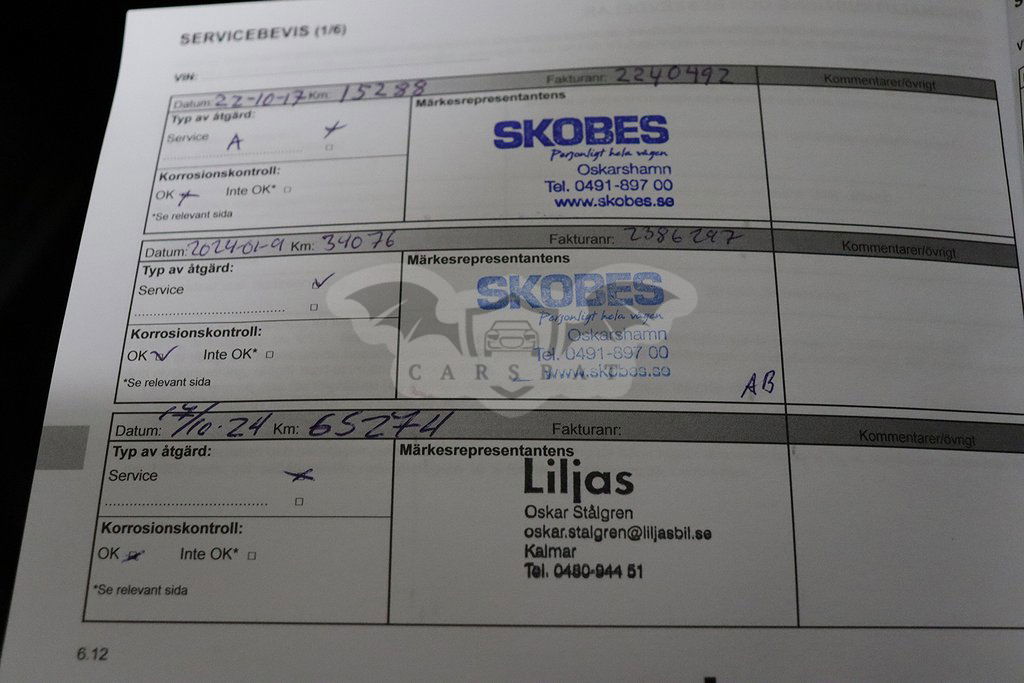 SERVICEBEVIS (1/6)
VIN:
Datum: 22-10-17 Km: 15288 Fakturanr: 2240492 Kommentarer/övrigt
Typ av åtgärd:
Service A
Korrosionskontroll:
OK Inte OK*
*Se relevant sida
Märkesrepresentantens
SKOBES
Personligt hela vägen
Oskarshamn
Tel. 0491-897 00
www.skobes.se
Datum: 2024-01-9 Km: 34076 Fakturanr: 2386297 Kommentarer/övrigt
Typ av åtgärd:
Service
Korrosionskontroll:
OK Inte OK*
*Se relevant sida
Märkesrepresentantens
SKOBES
Personligt hela vägen
Oskarshamn
Tel. 0491-897 00
www.skobes.se
AB
CARSBAT
Datum: 17/10-24 Km: 65274 Fakturanr: Kommentarer/övrigt
Typ av åtgärd:
Service
Korrosionskontroll:
OK Inte OK*
*Se relevant sida
Märkesrepresentantens
Liljas
Oskar Stålgren
oskar.stalgren@liljasbil.se
Kalmar
Tel. 0480-944 51
6.12